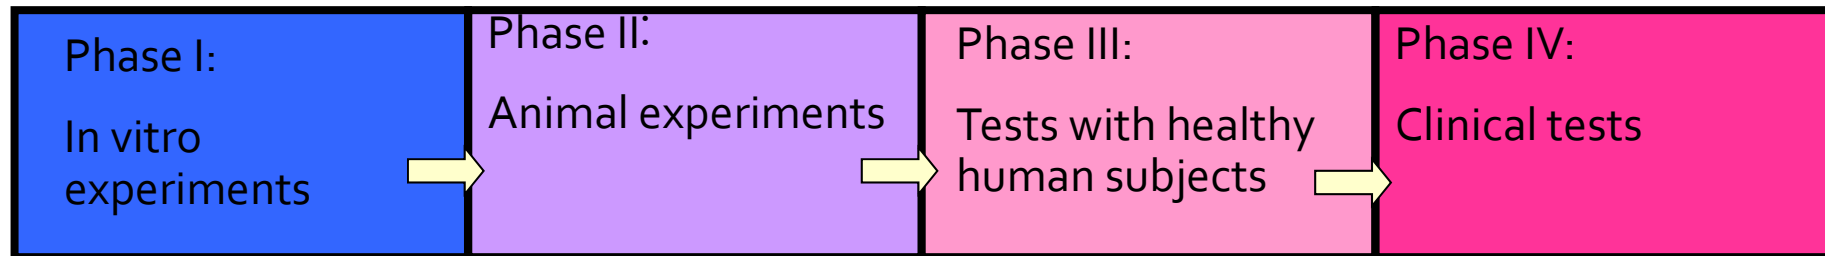 Phase I:
In vitro
experiments
Phase II:
Animal experiments
Phase III:
Tests with healthy
human subjects
Phase IV:
Clinical tests